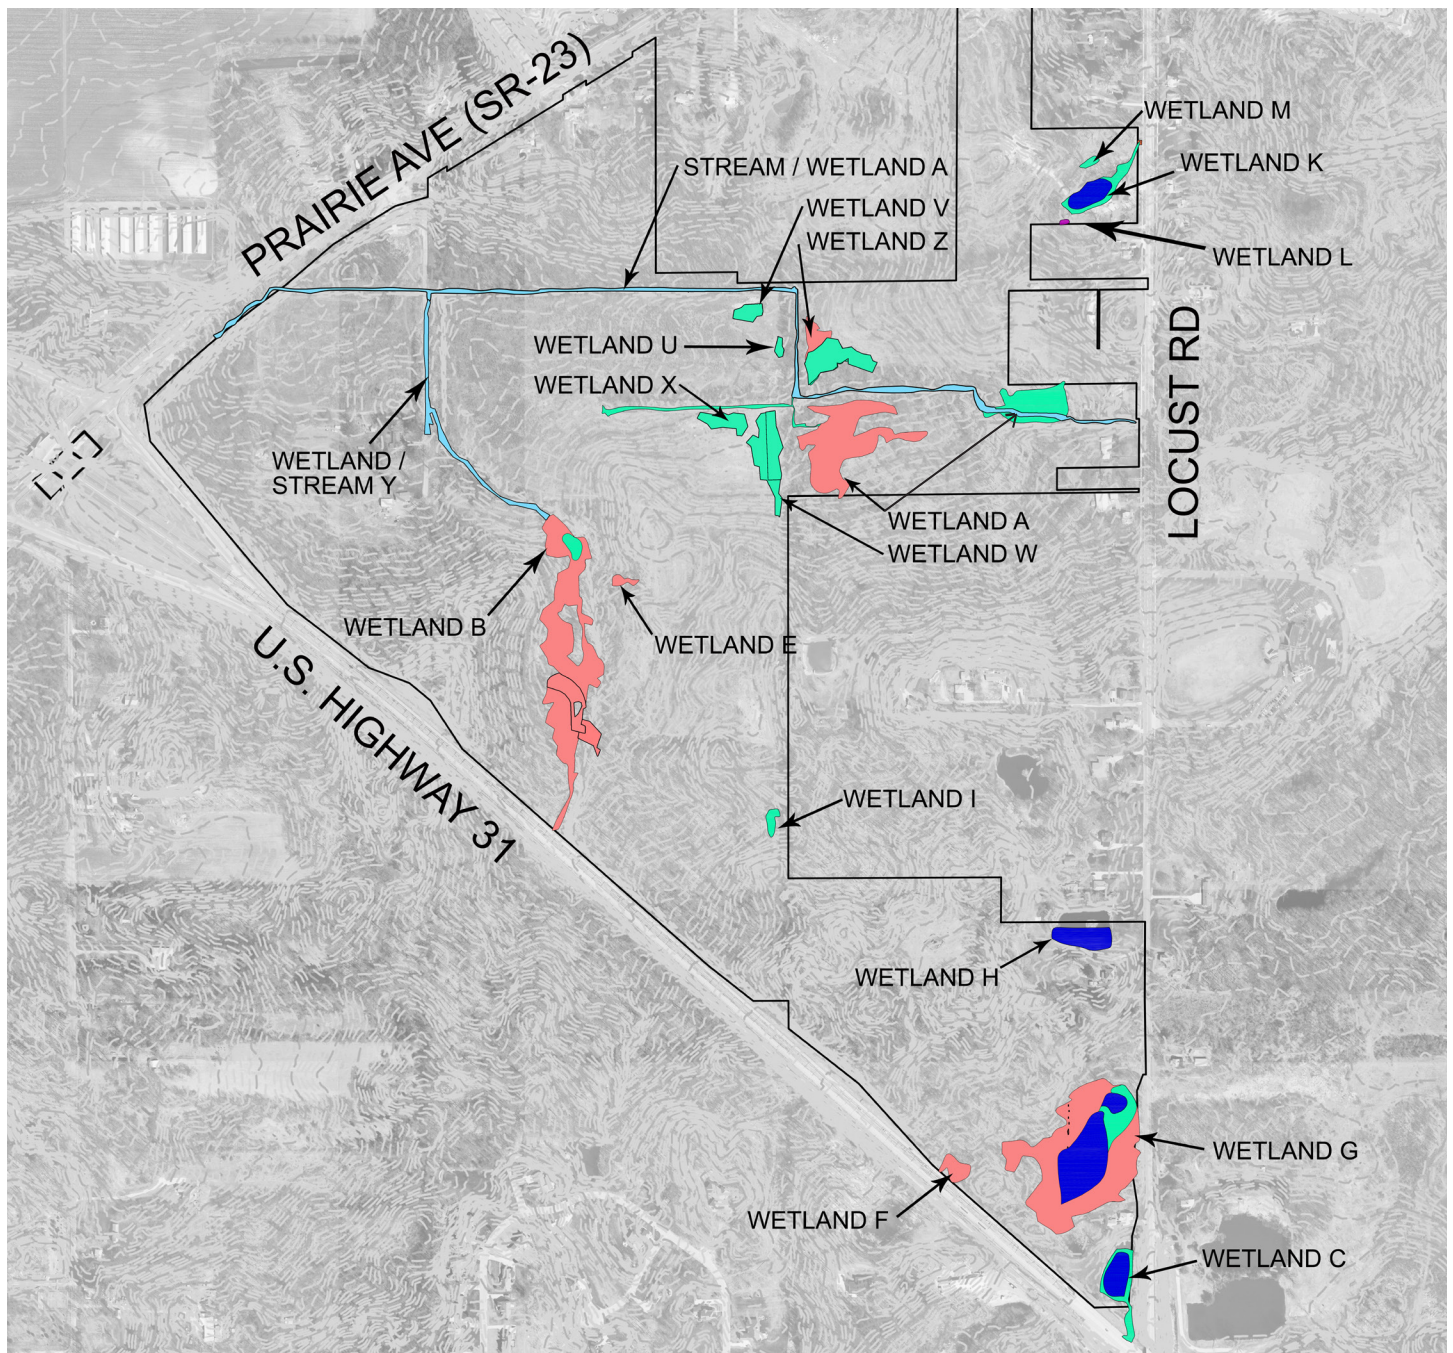 PRAIRIE AVE (SR-23)
WETLAND M
STREAM / WETLAND A
WETLAND K
WETLAND V
WETLAND Z
WETLAND L
LOCUST RD
WETLAND U
WETLAND X
WETLAND /
STREAM Y
WETLAND A
WETLAND W
WETLAND B
WETLAND E
U.S. HIGHWAY 31
WETLAND I
WETLAND H
WETLAND G
WETLAND F
WETLAND C